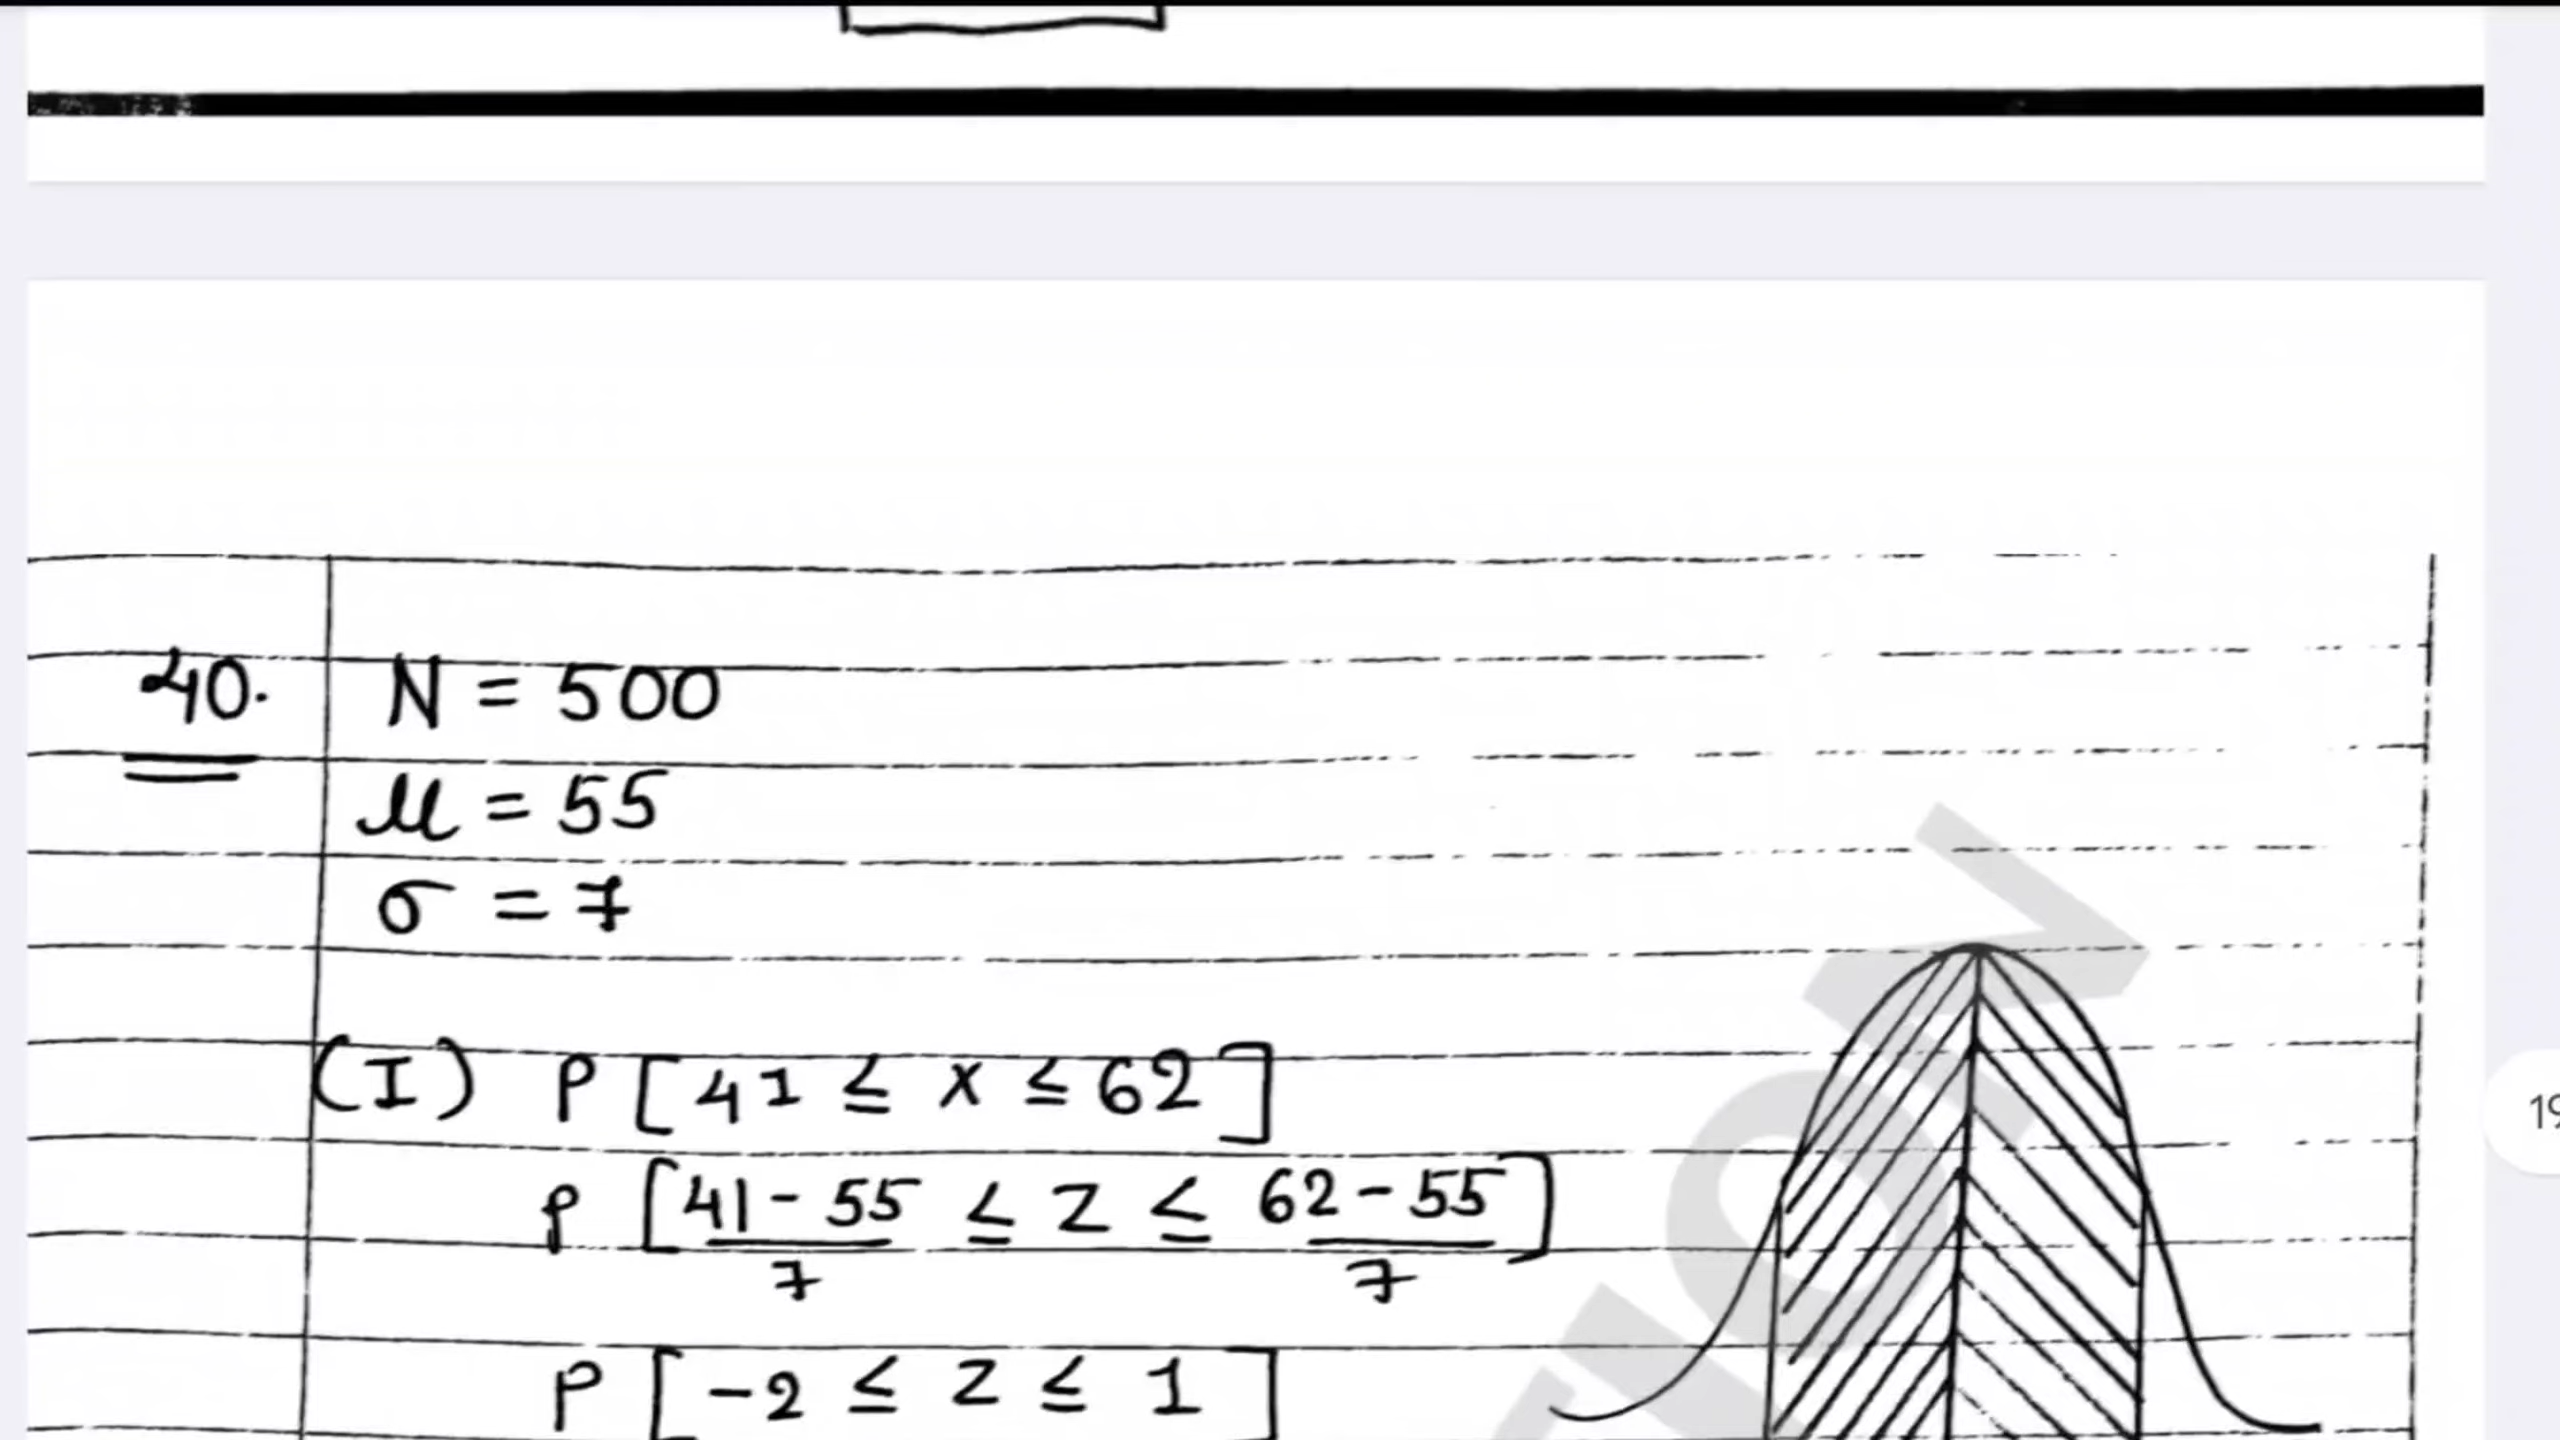 40. N = 500
μ = 55
σ = 7
(I) P [ 41 ≤ x ≤ 62 ]
P [ 41 - 55 / 7 ≤ Z ≤ 62 - 55 / 7 ]
P [ -2 ≤ Z ≤ 1 ]